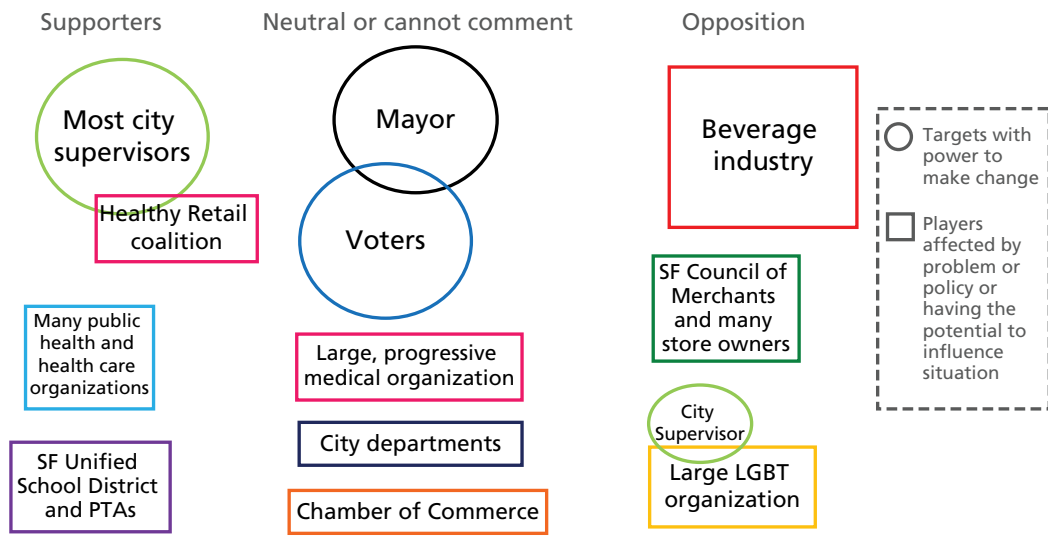 Supporters
Most city
supervisors
Healthy Retail
coalition
Many public
health and
health care
organizations
SF Unified
School District
and PTAs
Neutral or cannot comment
Mayor
Voters
Large, progressive
medical organization
City departments
Chamber of Commerce
Opposition
Beverage
industry
SF Council of
Merchants
and many
store owners
City
Supervisor
Large LGBT
organization
Targets with
power to
make change
Players
affected by
problem or
policy or
having the
potential to
influence
situation